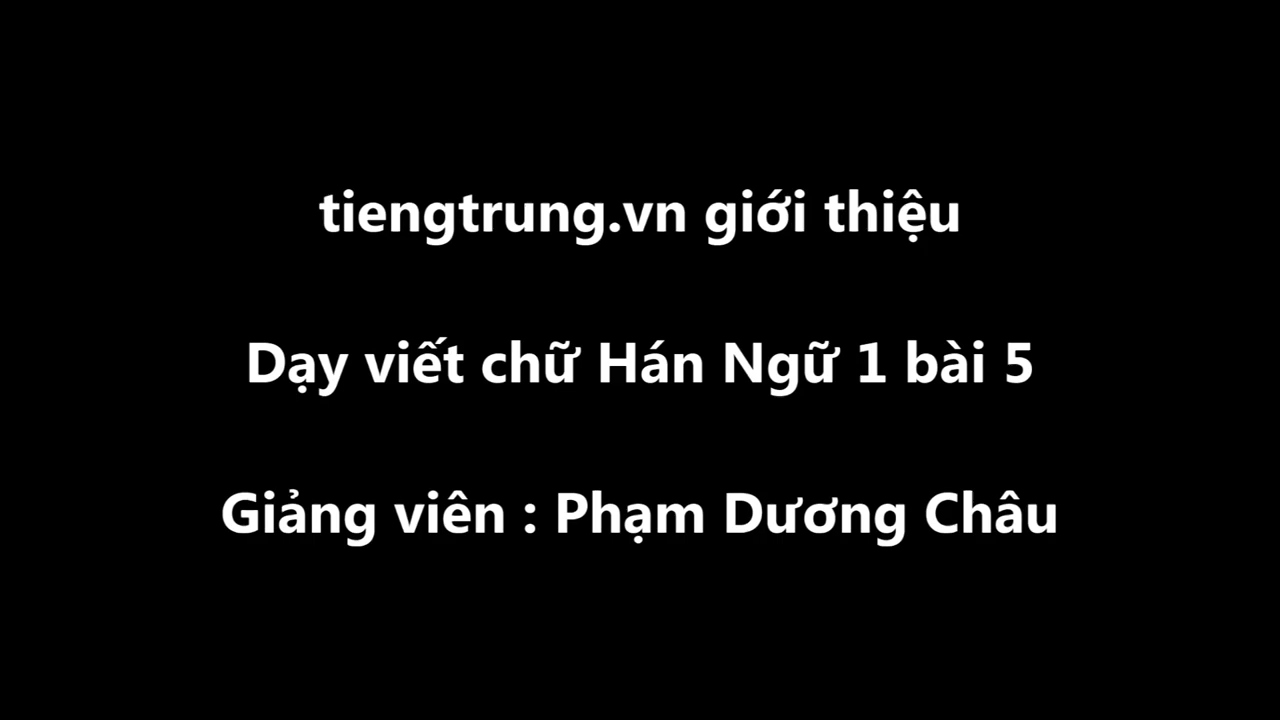 tiengtrung.vn giới thiệu
Dạy viết chữ Hán Ngữ 1 bài 5
Giảng viên : Phạm Dương Châu